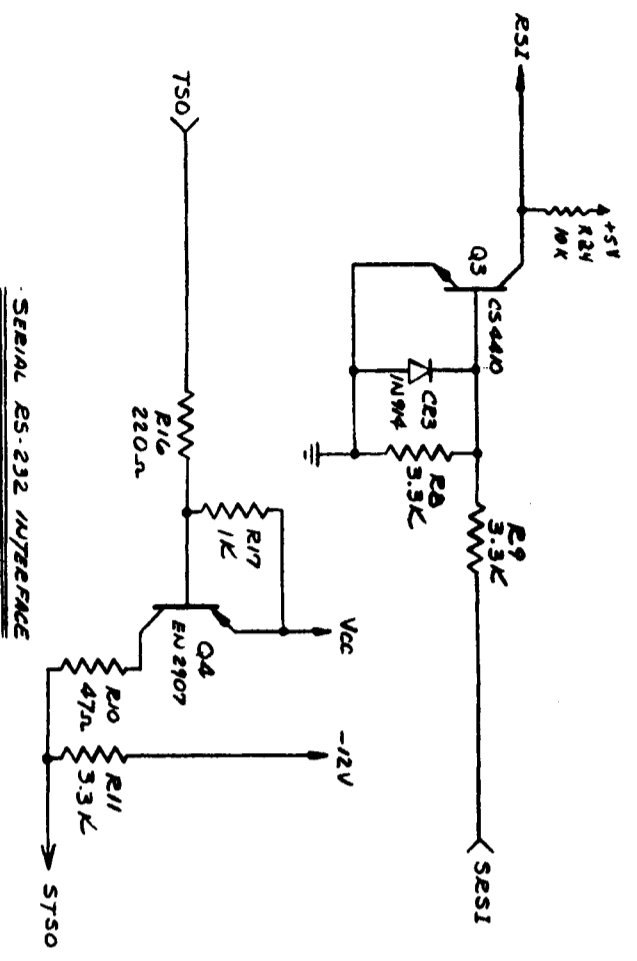 +5V
R24
10K
RSI
Q3
CS4410
CR3
1N914
R8
3.3K
R9
3.3K
SRSI
TSO
R16
220Ω
R17
1K
Vcc
Q4
EN2907
-12V
R10
47Ω
R11
3.3K
STSO
SERIAL RS-232 INTERFACE